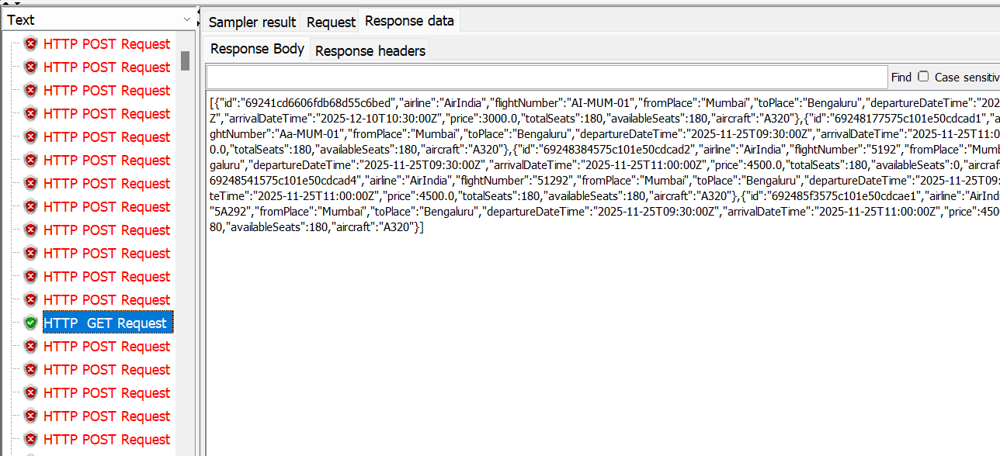 Text
HTTP POST Request
HTTP POST Request
HTTP POST Request
HTTP POST Request
HTTP POST Request
HTTP POST Request
HTTP POST Request
HTTP POST Request
HTTP POST Request
HTTP POST Request
HTTP POST Request
HTTP POST Request
HTTP  GET Request
HTTP POST Request
HTTP POST Request
HTTP POST Request
HTTP POST Request
HTTP POST Request
Sampler result Request Response data
Response Body Response headers
Find Case sensitiv
[{"id":"69241cd6606fdb68d55c6bed","airline":"AirIndia","flightNumber":"AI-MUM-01","fromPlace":"Mumbai","toPlace":"Bengaluru","departureDateTime":"202
Z","arrivalDateTime":"2025-12-10T10:30:00Z","price":3000.0,"totalSeats":180,"availableSeats":180,"aircraft":"A320"},{"id":"69248177575c101e50cdcad1","a
ghtNumber":"Aa-MUM-01","fromPlace":"Mumbai","toPlace":"Bengaluru","departureDateTime":"2025-11-25T09:30:00Z","arrivalDateTime":"2025-11-25T11:0
0.0,"totalSeats":180,"availableSeats":180,"aircraft":"A320"},{"id":"69248384575c101e50cdcad2","airline":"AirIndia","flightNumber":"5192","fromPlace":"Mumb
galuru","departureDateTime":"2025-11-25T09:30:00Z","arrivalDateTime":"2025-11-25T11:00:00Z","price":4500.0,"totalSeats":180,"availableSeats":0,"aircraf
69248541575c101e50cdcad4","airline":"AirIndia","flightNumber":"51292","fromPlace":"Mumbai","toPlace":"Bengaluru","departureDateTime":"2025-11-25T09:
teTime":"2025-11-25T11:00:00Z","price":4500.0,"totalSeats":180,"availableSeats":180,"aircraft":"A320"},{"id":"692485f3575c101e50cdcae1","airline":"AirInd
"5A292","fromPlace":"Mumbai","toPlace":"Bengaluru","departureDateTime":"2025-11-25T09:30:00Z","arrivalDateTime":"2025-11-25T11:00:00Z","price":450
80,"availableSeats":180,"aircraft":"A320"}]